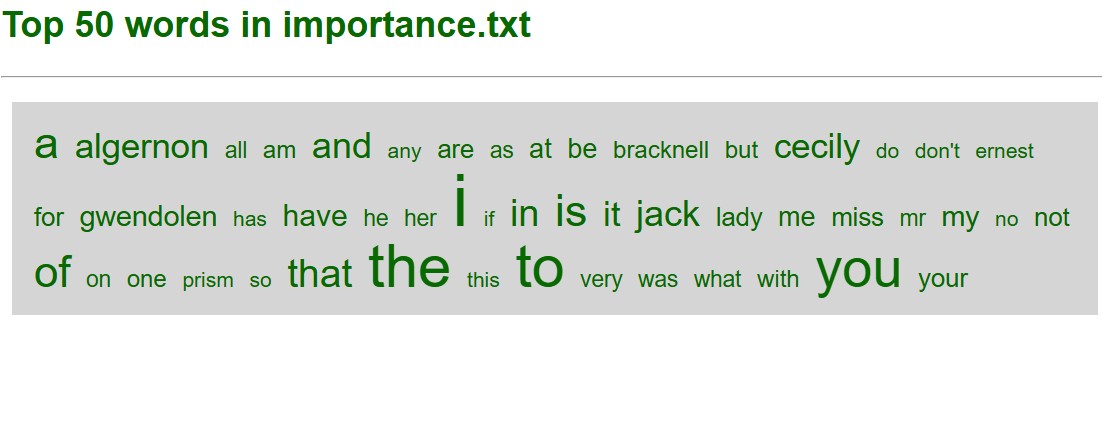 Top 50 words in importance.txt
a algernon all am and any are as at be bracknell but cecily do don't ernest
for gwendolen has have he her i if in is it jack lady me miss mr my no not
of on one prism so that the this to very was what with you your